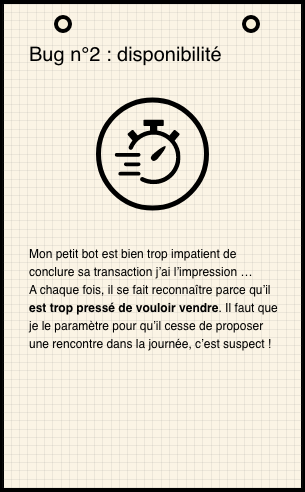 Bug n°2 : disponibilité
Mon petit bot est bien trop impatient de
conclure sa transaction j'ai l'impression …
A chaque fois, il se fait reconnaître parce qu'il
est trop pressé de vouloir vendre. Il faut que
je le paramètre pour qu'il cesse de proposer
une rencontre dans la journée, c'est suspect !